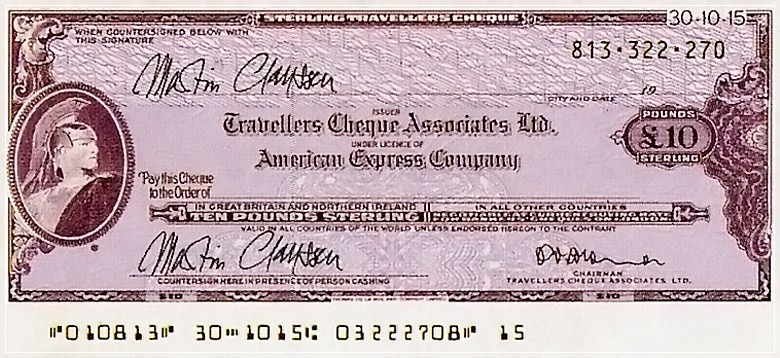 STERLING TRAVELLERS CHEQUE
30-10-15
WHEN COUNTERSIGNED BELOW WITH
THIS SIGNATURE
813·322·270
Martin
CITY AND DATE 19
ISSUER
Travellers Cheque Associates Ltd.
UNDER LICENCE OF
American Express Company
POUNDS
£10
STERLING
Pay this Cheque
to the Order of
IN GREAT BRITAIN AND NORTHERN IRELAND
TEN POUNDS STERLING
IN ALL OTHER COUNTRIES
VALID IN ALL COUNTRIES OF THE WORLD UNLESS ENDORSED HEREON TO THE CONTRARY
Martin
COUNTERSIGN HERE IN PRESENCE OF PERSON CASHING
CHAIRMAN
TRAVELLERS CHEQUE ASSOCIATES, LTD.
£10
£10
⑈010813⑈ 30⑉1015⑆ 03222708⑈ 15